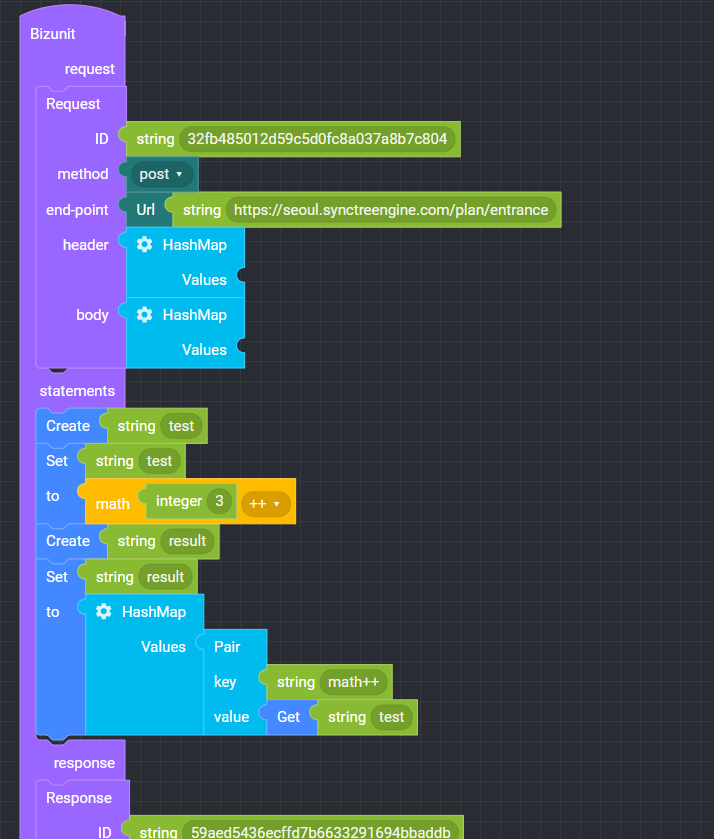 Bizunit
request
Request
ID string 32fb485012d59c5d0fc8a037a8b7c804
method post
end-point Url string https://seoul.synctreengine.com/plan/entrance
header HashMap
Values
body HashMap
Values
statements
Create string test
Set string test
to math integer 3 ++
Create string result
Set string result
to HashMap
Values Pair
key string math++
value Get string test
response
Response
ID string 59aed5436ecffd7b6633291694bbaddb